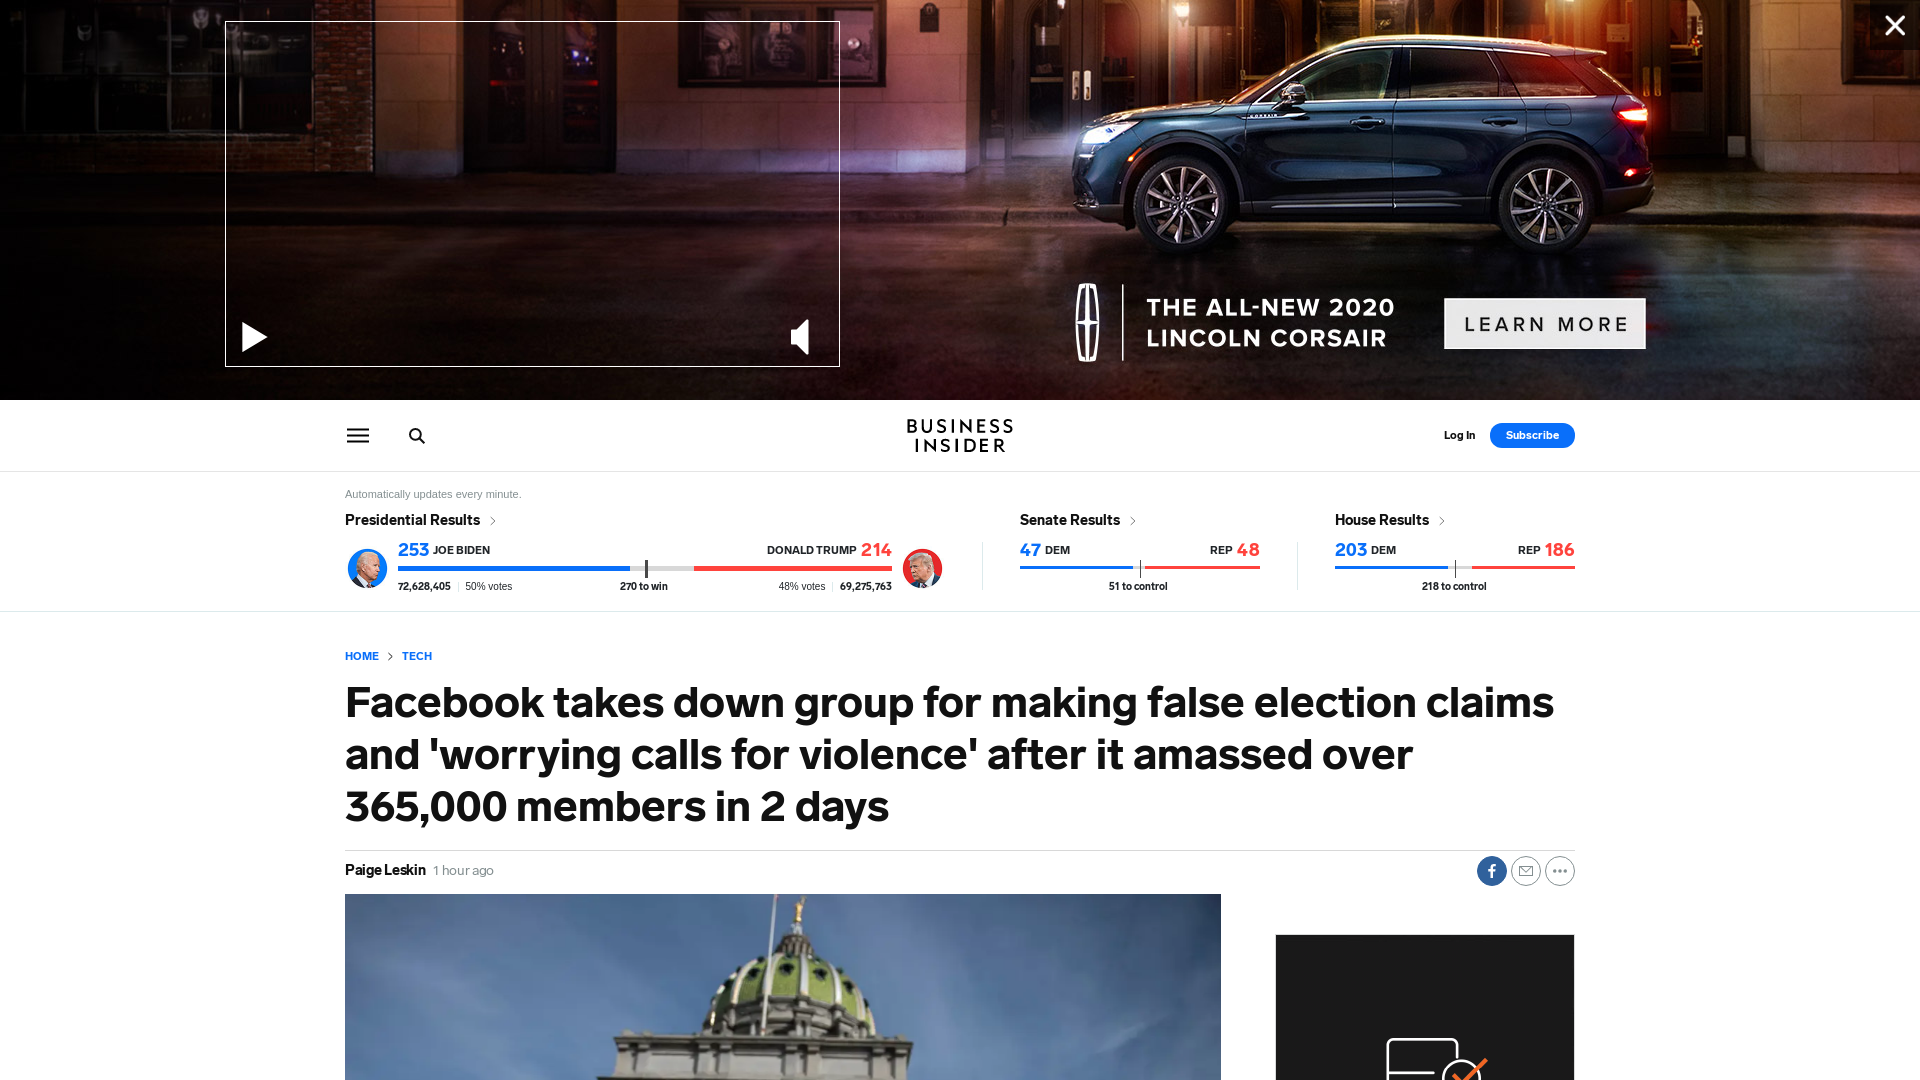 THE ALL-NEW 2020
LINCOLN CORSAIR
LEARN MORE
BUSINESS
INSIDER
Log In
Subscribe
Automatically updates every minute.
Presidential Results
Senate Results
House Results
253 JOE BIDEN
DONALD TRUMP 214
47 DEM
REP 48
203 DEM
REP 186
72,628,405
50% votes
270 to win
48% votes
69,275,763
51 to control
218 to control
HOME
TECH
Facebook takes down group for making false election claims
and 'worrying calls for violence' after it amassed over
365,000 members in 2 days
Paige Leskin 1 hour ago